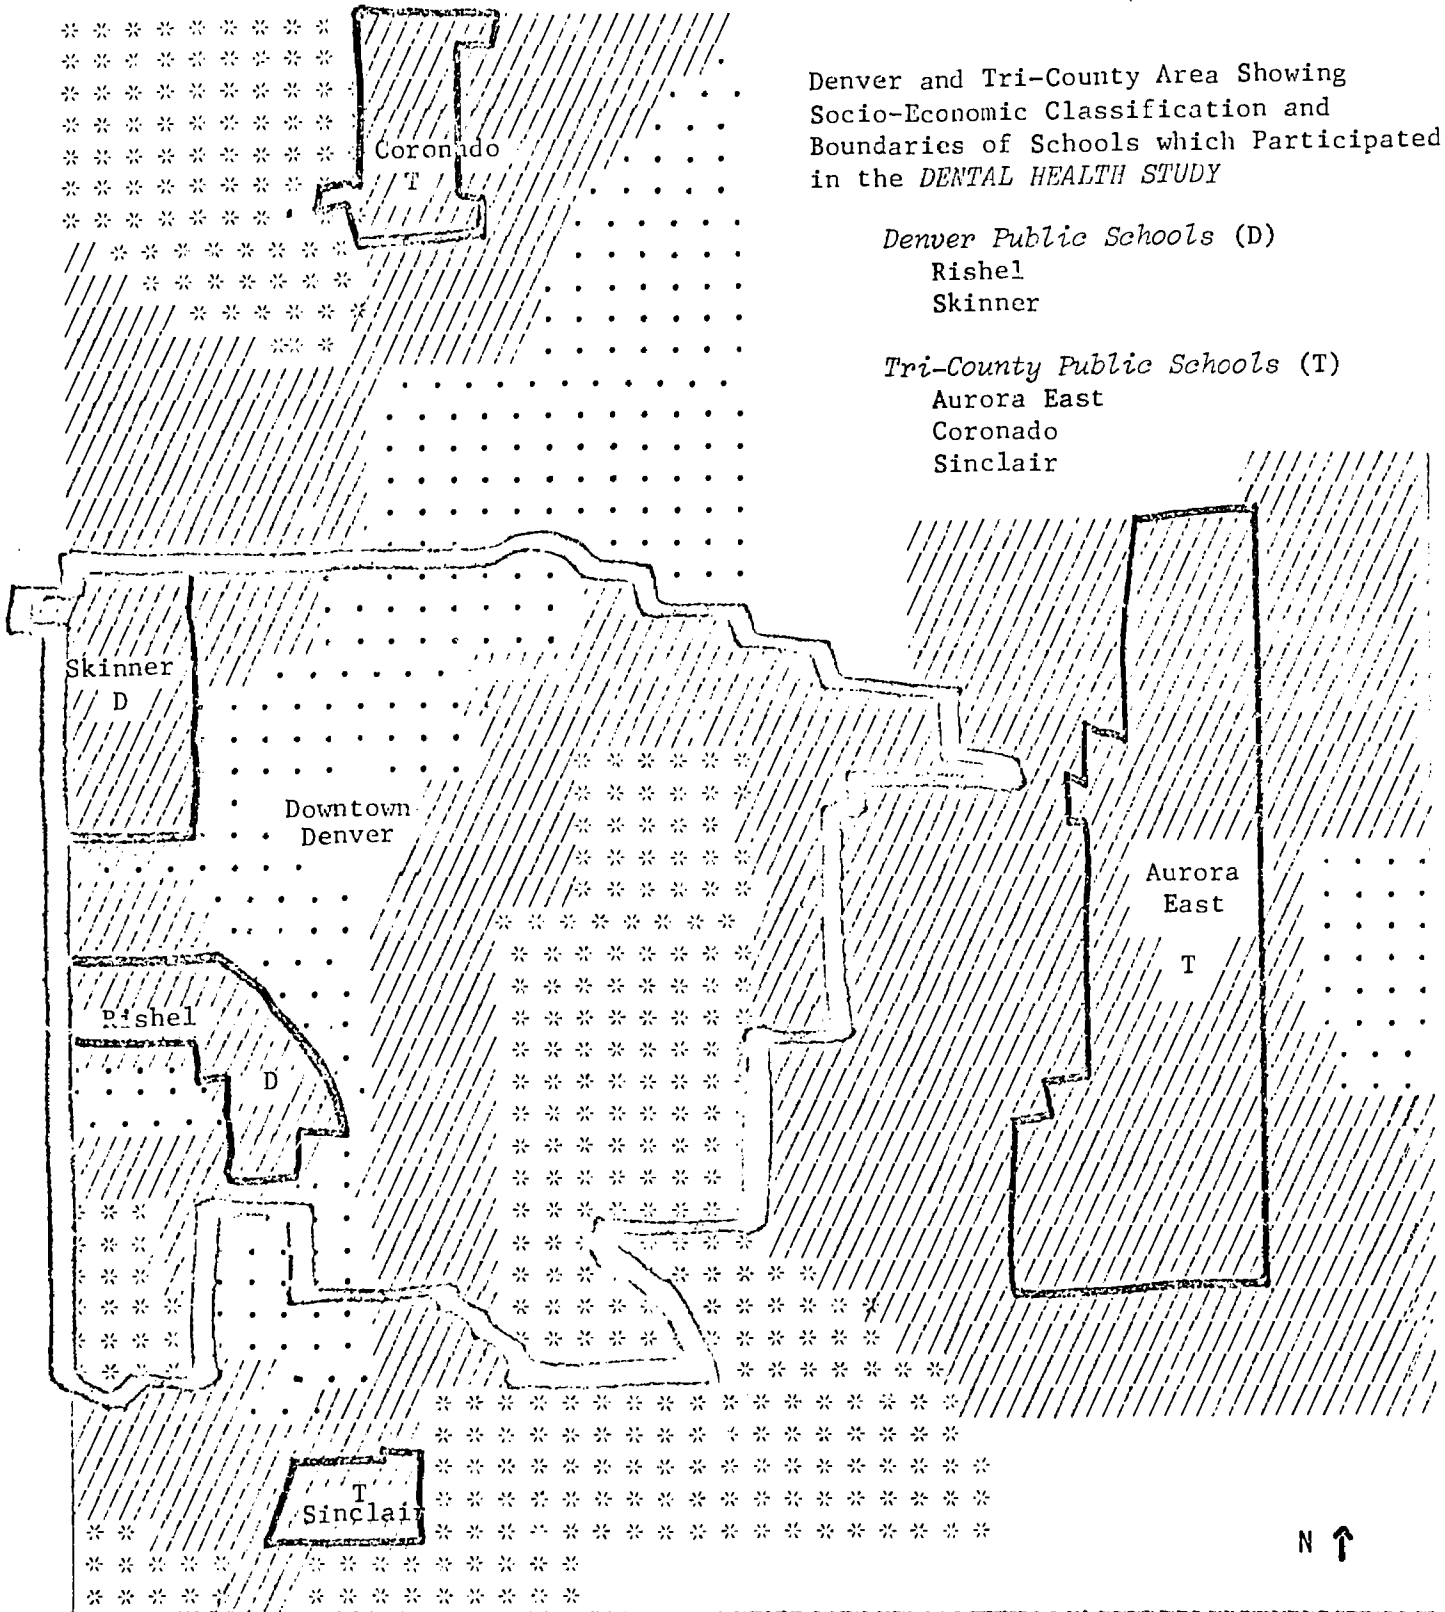 Denver and Tri-County Area Showing
Socio-Economic Classification and
Boundaries of Schools which Participated
in the DENTAL HEALTH STUDY
Denver Public Schools (D)
Rishel
Skinner
Tri-County Public Schools (T)
Aurora East
Coronado
Sinclair
Coronado
T
Skinner
D
Downtown
Denver
Aurora
East
T
Rishel
D
T
Sinclair
N